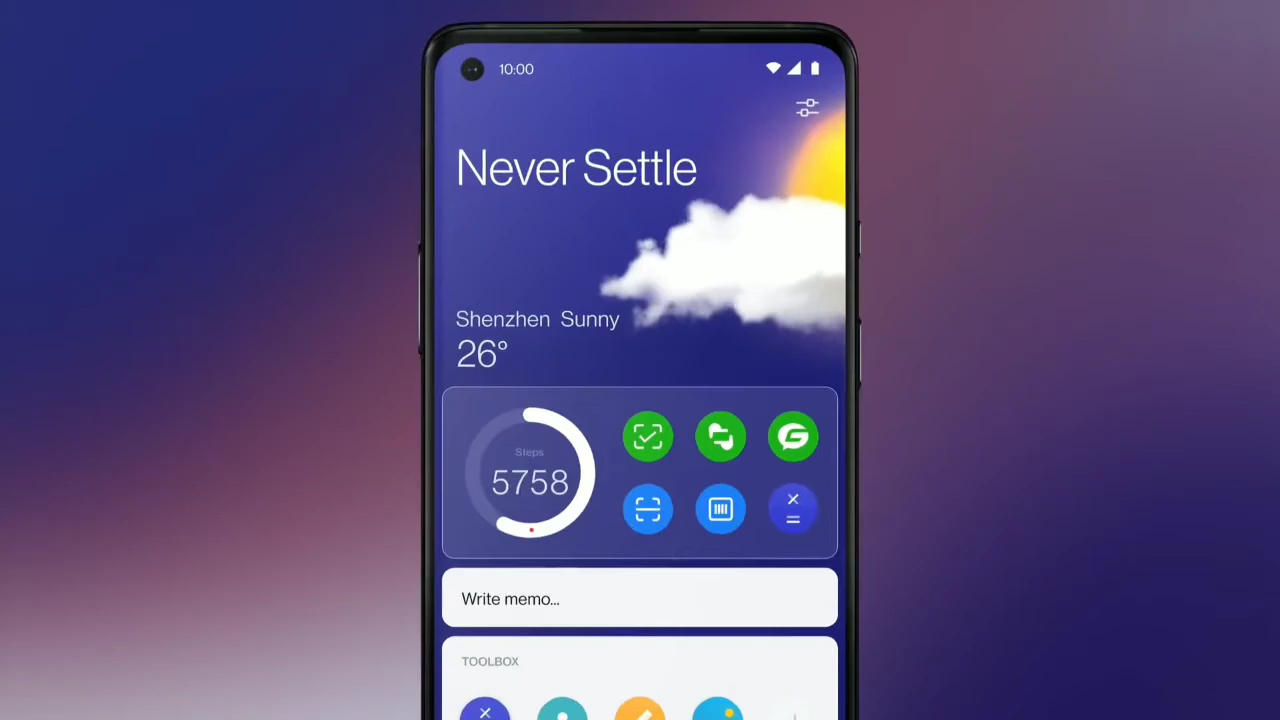 10:00
Never Settle
Shenzhen Sunny
26°
Steps
5758
Write memo...
TOOLBOX